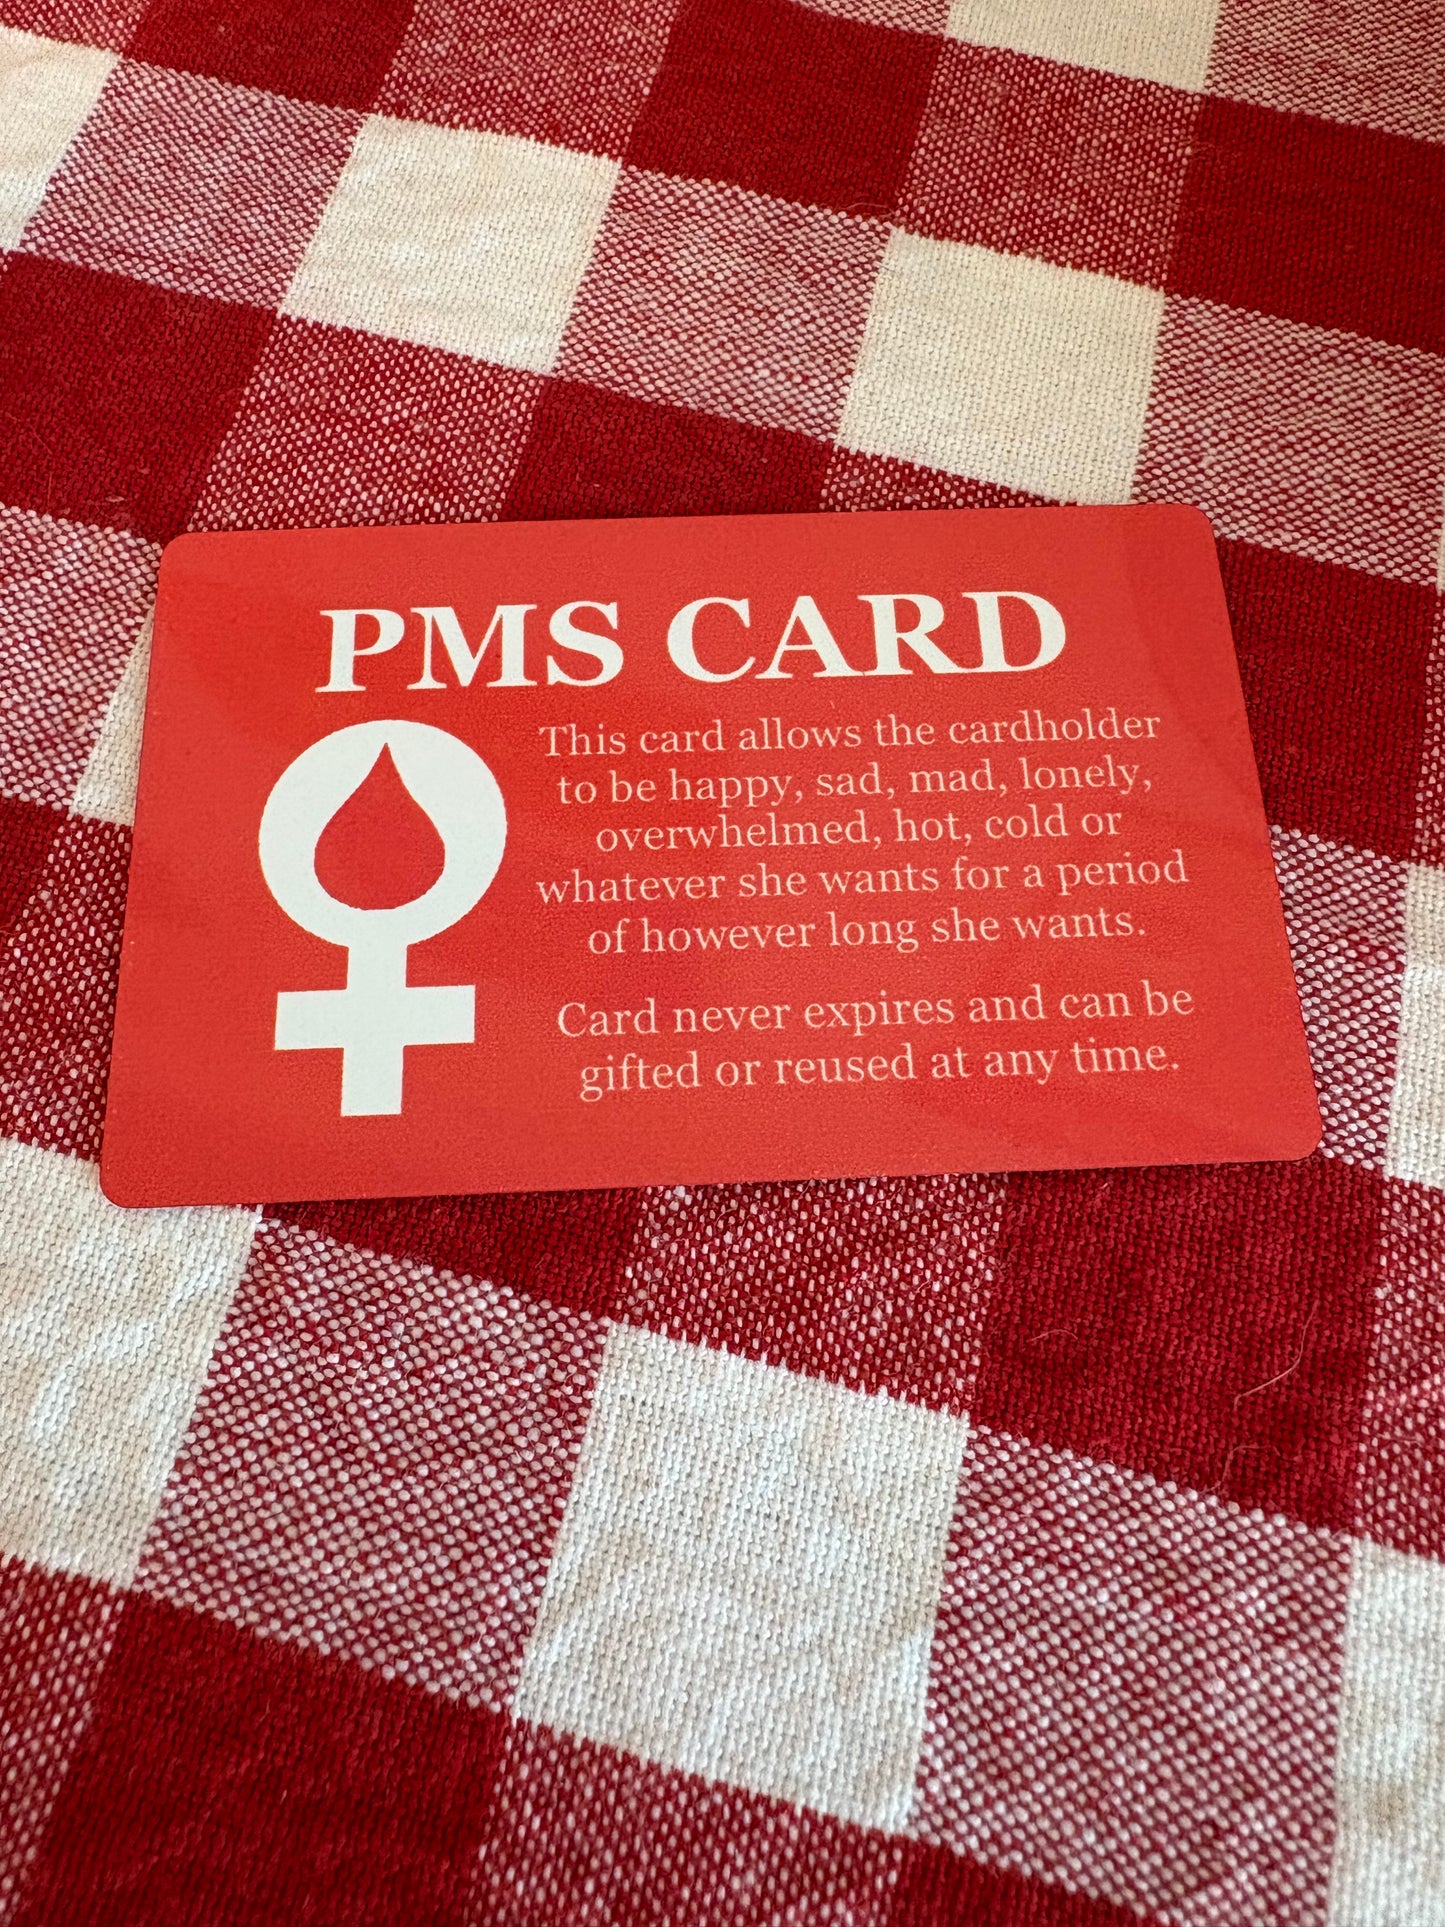 PMS CARD
This card allows the cardholder
to be happy, sad, mad, lonely,
overwhelmed, hot, cold or
whatever she wants for a period
of however long she wants.
Card never expires and can be
gifted or reused at any time.